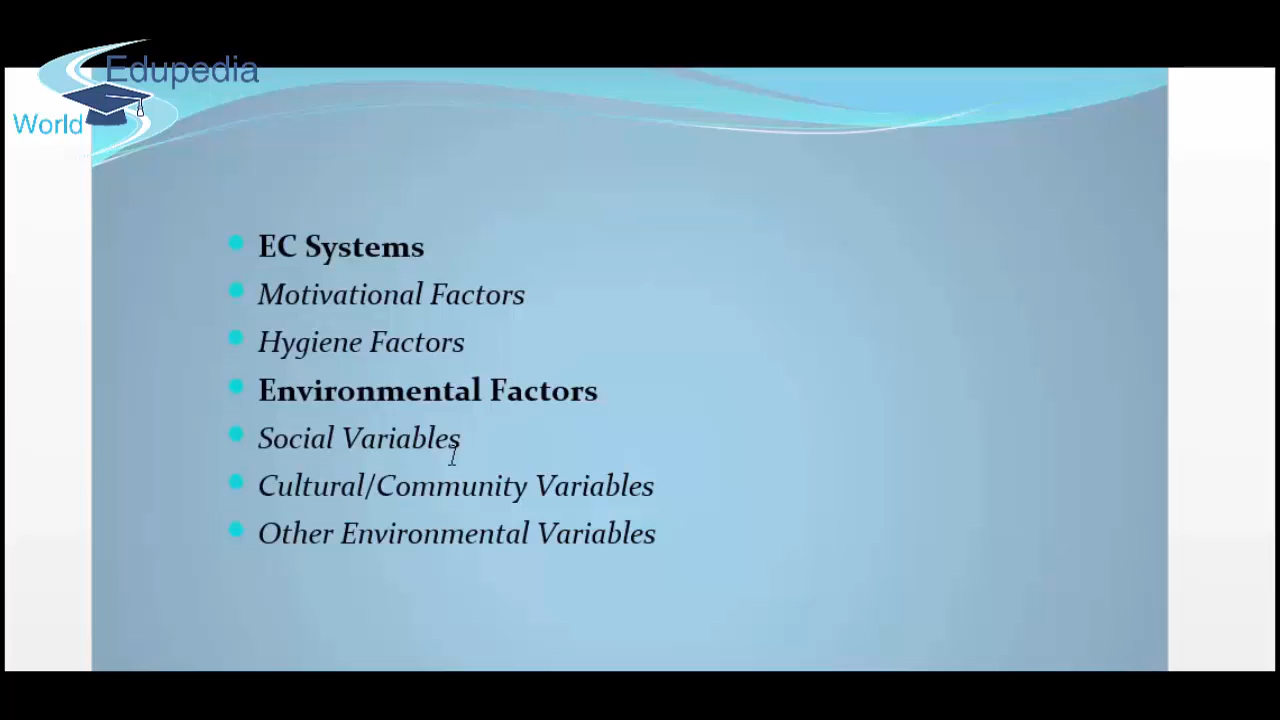 Edupedia
World
EC Systems
Motivational Factors
Hygiene Factors
Environmental Factors
Social Variables
Cultural/Community Variables
Other Environmental Variables